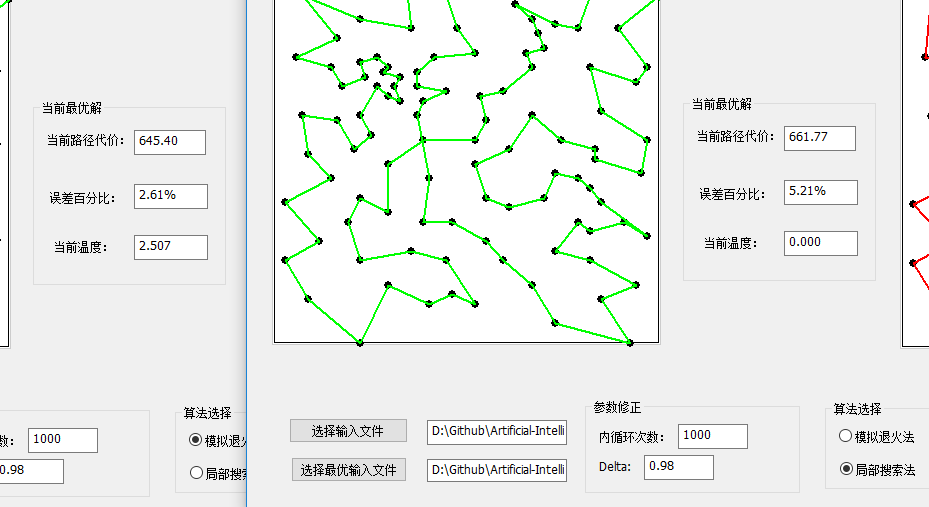 当前最优解
当前路径代价： 645.40
误差百分比： 2.61%
当前温度： 2.507
数： 1000
0.98
算法选择
模拟退火
局部搜索
当前最优解
当前路径代价： 661.77
误差百分比： 5.21%
当前温度： 0.000
选择输入文件 D:\Github\Artificial-Intelli
选择最优输入文件 D:\Github\Artificial-Intelli
参数修正
内循环次数： 1000
Delta: 0.98
算法选择
模拟退火法
局部搜索法